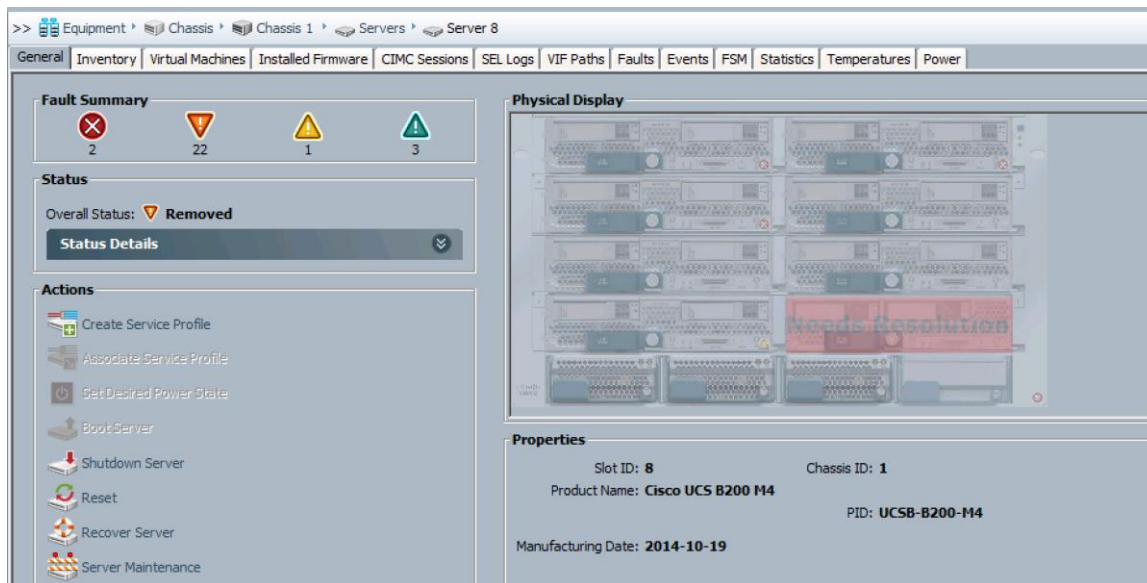 >> Equipment Chassis Chassis 1 Servers Server 8
General Inventory Virtual Machines Installed Firmware CIMC Sessions SEL Logs VIF Paths Faults Events FSM Statistics Temperatures Power
Fault Summary
2 22 1 3
Status
Overall Status: Removed
Status Details
Actions
Create Service Profile
Associate Service Profile
Set Desired Power State
Boot Server
Shutdown Server
Reset
Recover Server
Server Maintenance
Physical Display
Needs Resolution
Properties
Slot ID: 8 Chassis ID: 1
Product Name: Cisco UCS B200 M4
PID: UCSB-B200-M4
Manufacturing Date: 2014-10-19